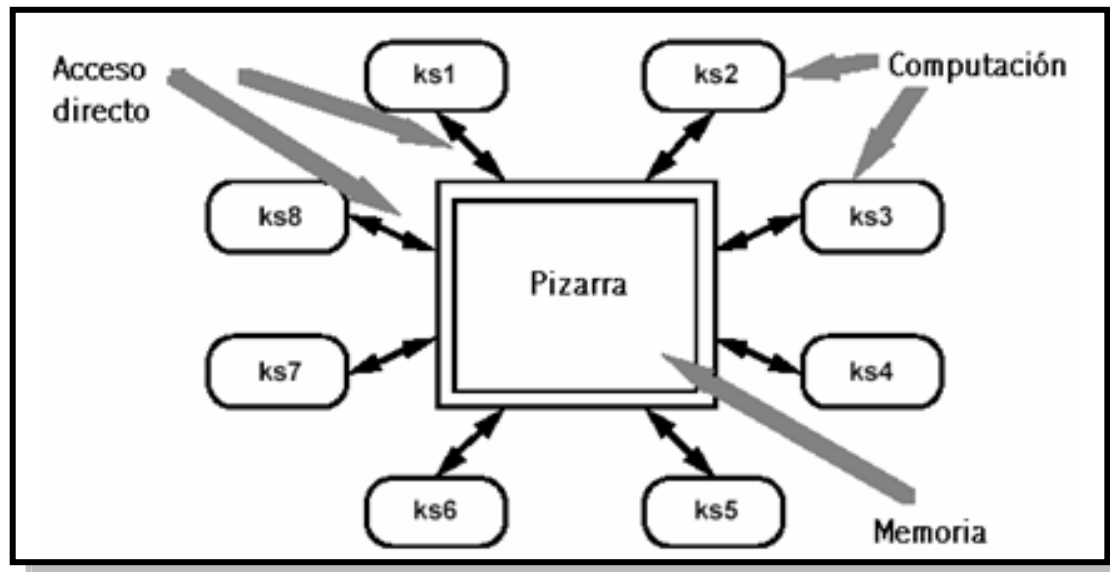 Acceso
directo
ks1
ks2
Computación
ks8
ks3
Pizarra
ks7
ks4
ks6
ks5
Memoria